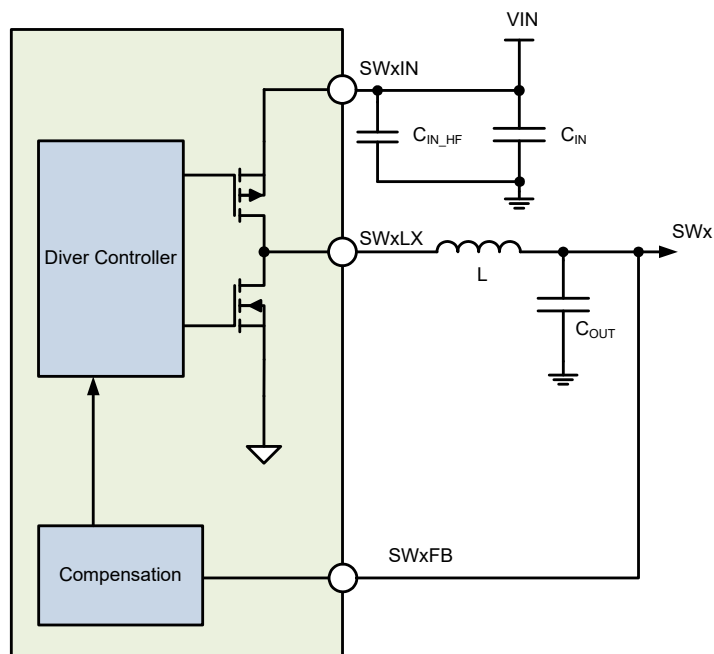 VIN
SWxIN
C_IN_HF
C_IN
Diver Controller
SWxLX
SWx
L
C_OUT
SWxFB
Compensation